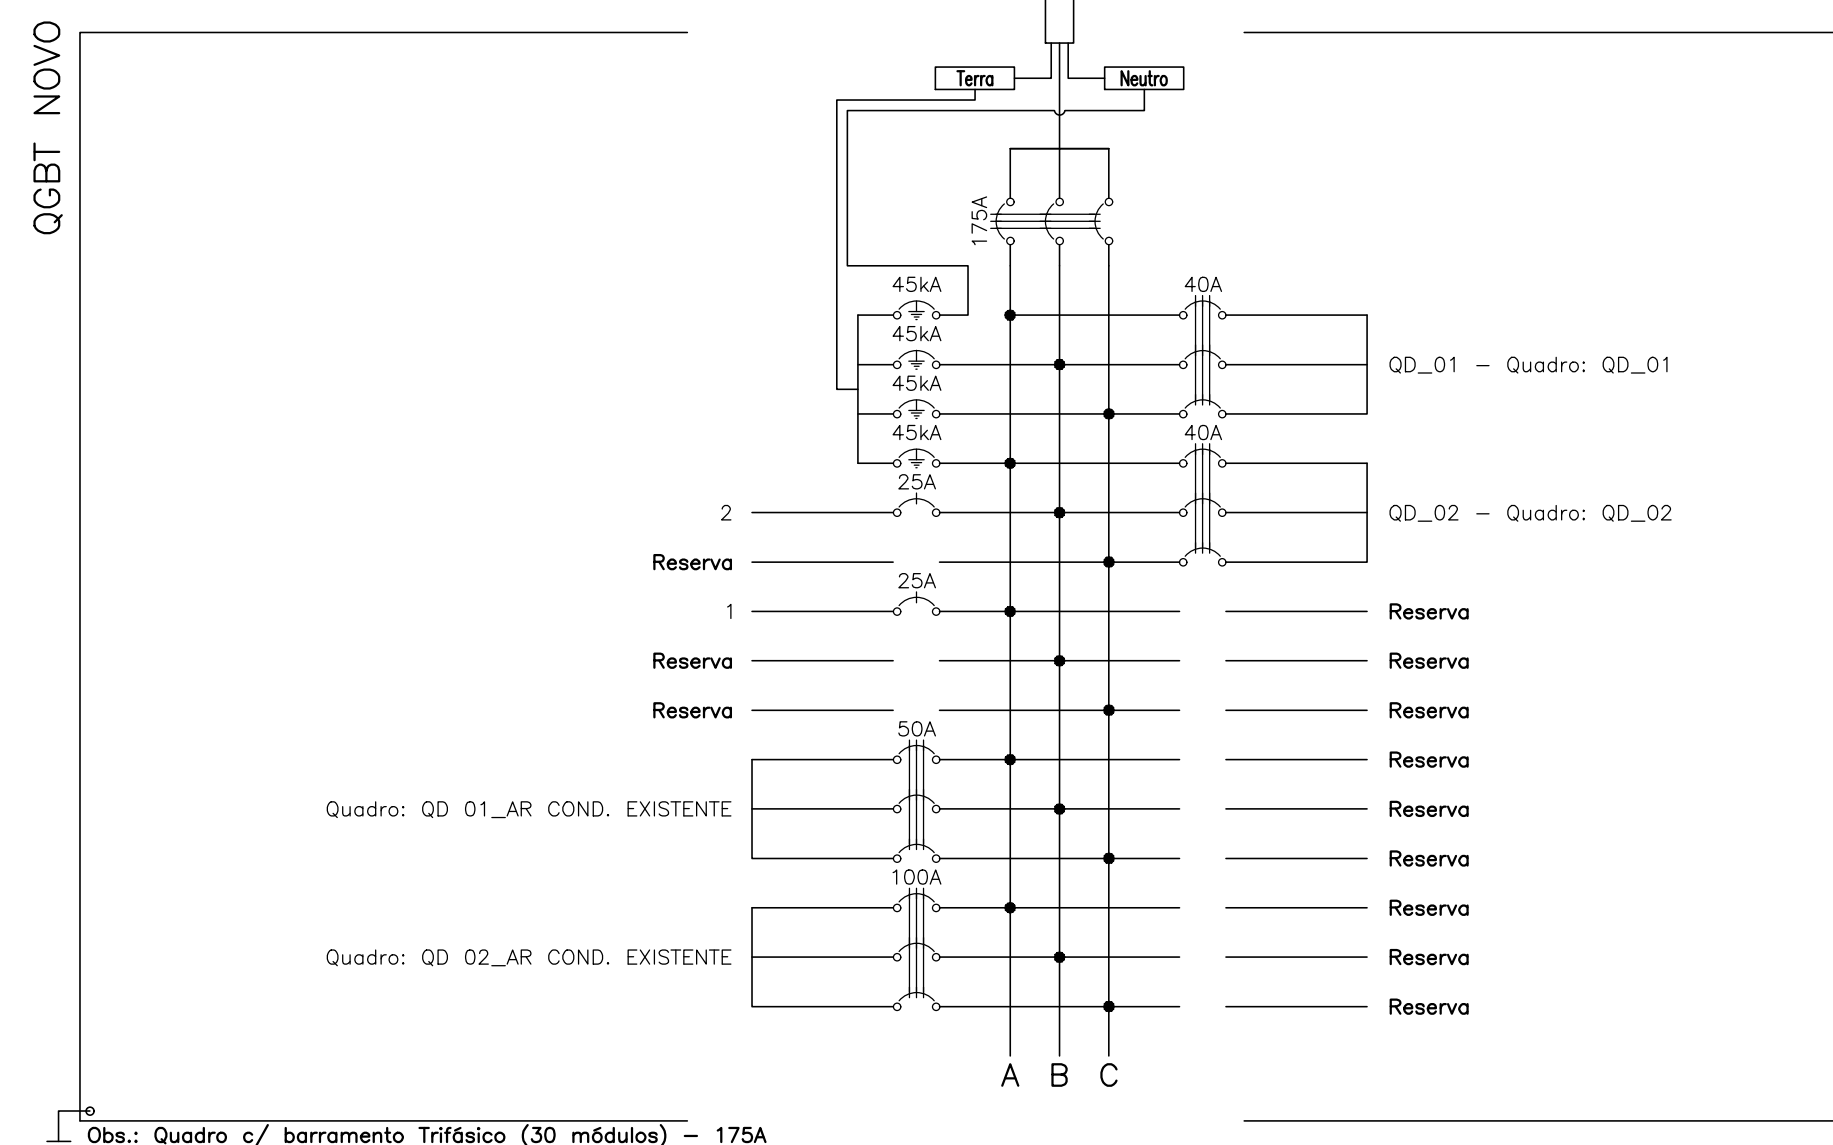 QGBT NOVO
Terra
Neutro
175A
45kA
40A
45kA
QD_01 - Quadro: QD_01
45kA
45kA
40A
25A
2
QD_02 - Quadro: QD_02
Reserva
25A
1
Reserva
Reserva
Reserva
Reserva
Reserva
50A
Reserva
Quadro: QD 01_AR COND. EXISTENTE
Reserva
Reserva
100A
Reserva
Quadro: QD 02_AR COND. EXISTENTE
Reserva
Reserva
A B C
Obs.: Quadro c/ barramento Trifásico (30 módulos) - 175A